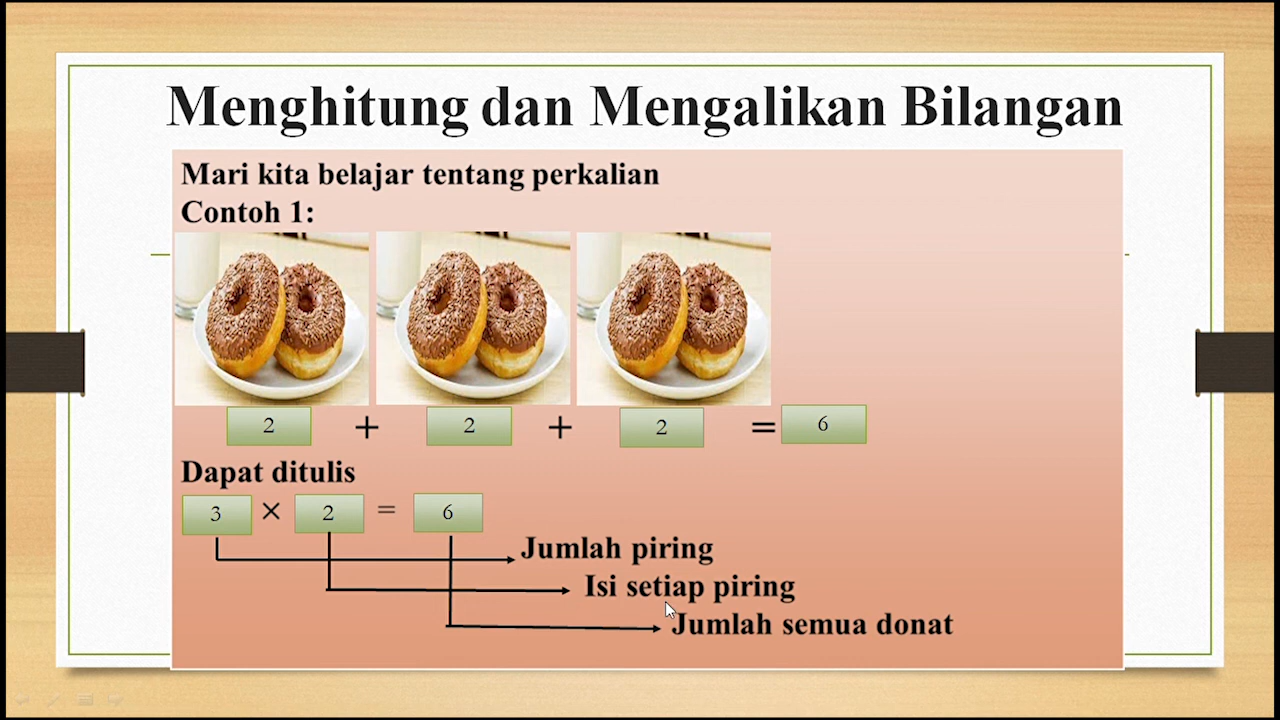 Menghitung dan Mengalikan Bilangan
Mari kita belajar tentang perkalian
Contoh 1:
2 + 2 + 2 = 6
Dapat ditulis
3 × 2 = 6
Jumlah piring
Isi setiap piring
Jumlah semua donat